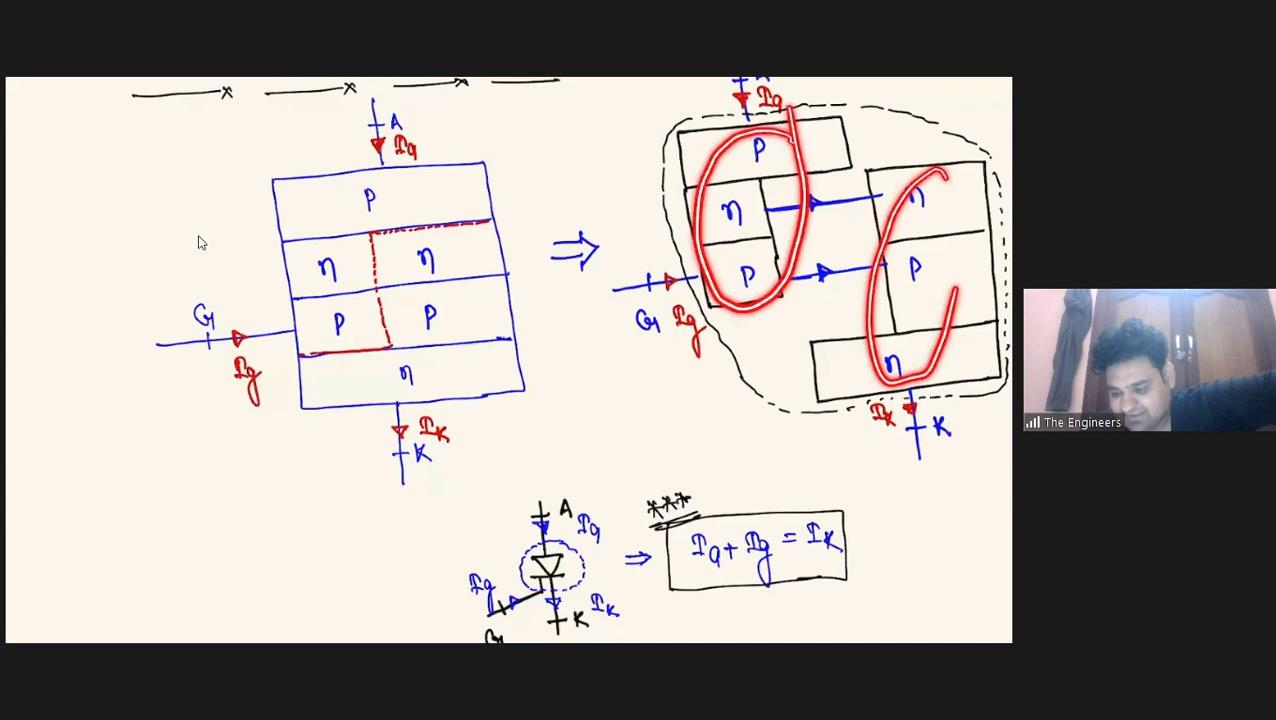 A
Ia
P
n n
P P
n
G
Ig
IK
K
Ia
P
n
P
n
P
n
G Ig
IK
K
The Engineers
A
Ia
Ig
G
K IK
***
Ia + Ig = IK